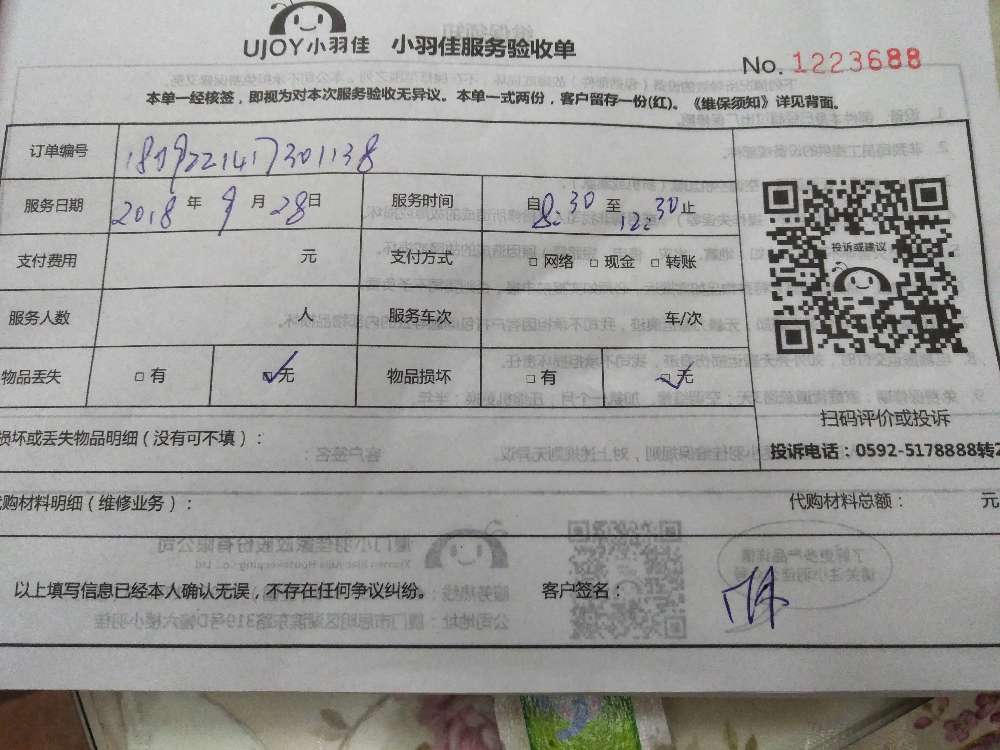 UJOY小羽佳 小羽佳服务验收单
No. 1223688
本单一经核签，即视为对本次服务验收无异议。本单一式两份，客户留存一份(红)。《维保须知》详见背面。
订单编号
服务日期 2018 年 9 月 28 日 服务时间 自 8:30 至 12:30 止
支付费用 元 支付方式 □ 网络 □ 现金 □ 转账
服务人数 人 服务车次 车/次
物品丢失 □ 有 ☑ 无 物品损坏 □ 有 ☑ 无
投诉或建议
扫码评价或投诉
投诉电话：0592-5178888转2
损坏或丢失物品明细（没有可不填）：
代购材料明细（维修业务）： 代购材料总额： 元
以上填写信息已经本人确认无误，不存在任何争议纠纷。 客户签名：